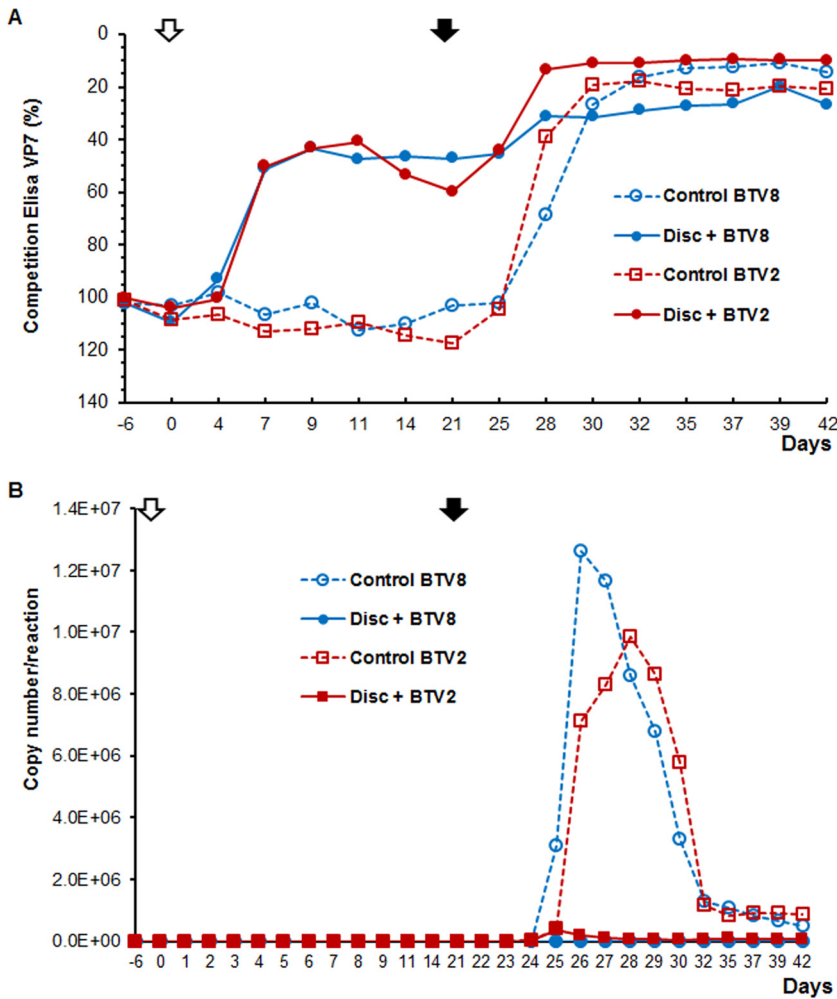 A
0
20
40
60
80
100
120
140
Competition Elisa VP7 (%)
Control BTV8
Disc + BTV8
Control BTV2
Disc + BTV2
-6 0 4 7 9 11 14 21 25 28 30 32 35 37 39 42
Days
B
1.4E+07
1.2E+07
1.0E+07
8.0E+06
6.0E+06
4.0E+06
2.0E+06
0.0E+00
Copy number/reaction
Control BTV8
Disc + BTV8
Control BTV2
Disc + BTV2
-6 0 1 2 3 4 5 6 7 8 9 11 14 21 22 23 24 25 26 27 28 29 30 32 35 37 39 42
Days